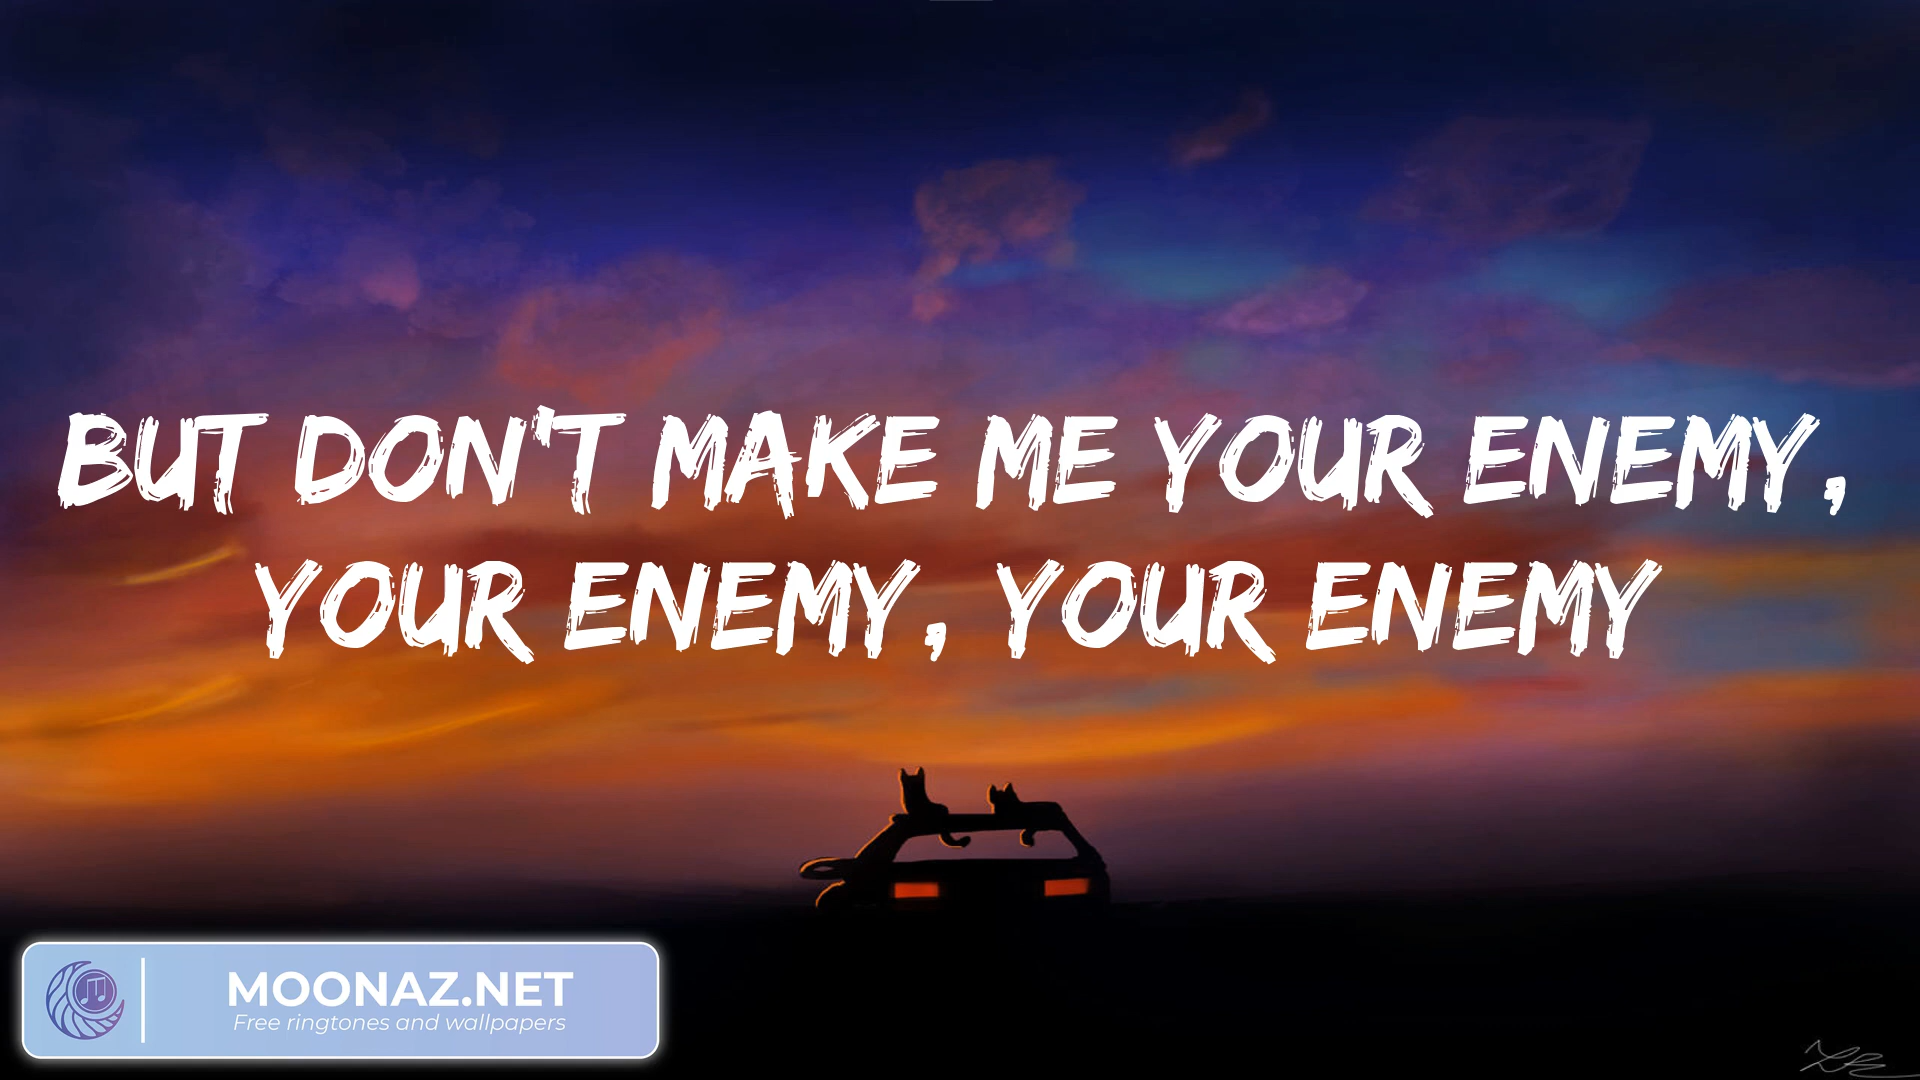 BUT DON'T MAKE ME YOUR ENEMY,
YOUR ENEMY, YOUR ENEMY
MOONAZ.NET
Free ringtones and wallpapers